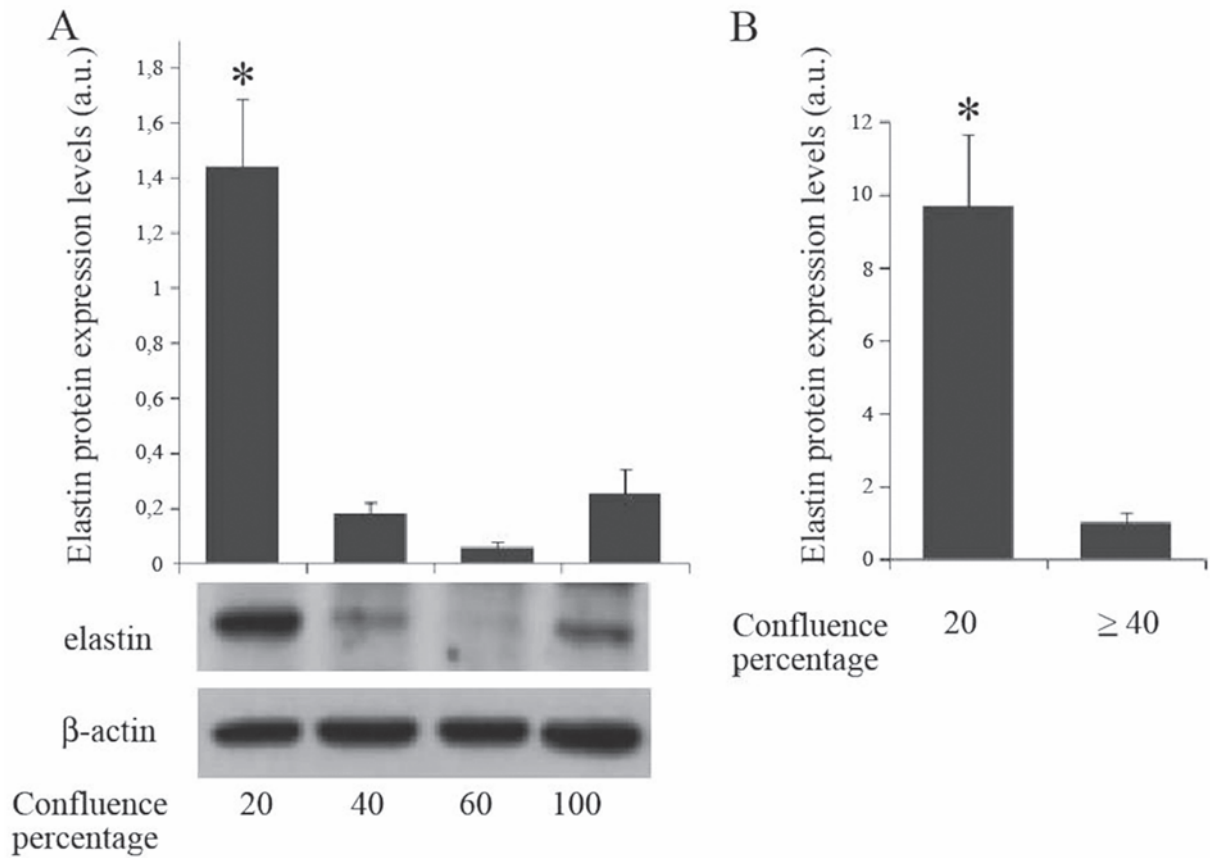 A
Elastin protein expression levels (a.u.)
1,8
1,6
1,4
1,2
1
0,8
0,6
0,4
0,2
0
*
elastin
β-actin
Confluence
percentage
20 40 60 100
B
Elastin protein expression levels (a.u.)
12
10
8
6
4
2
0
*
Confluence
percentage
20 ≥ 40